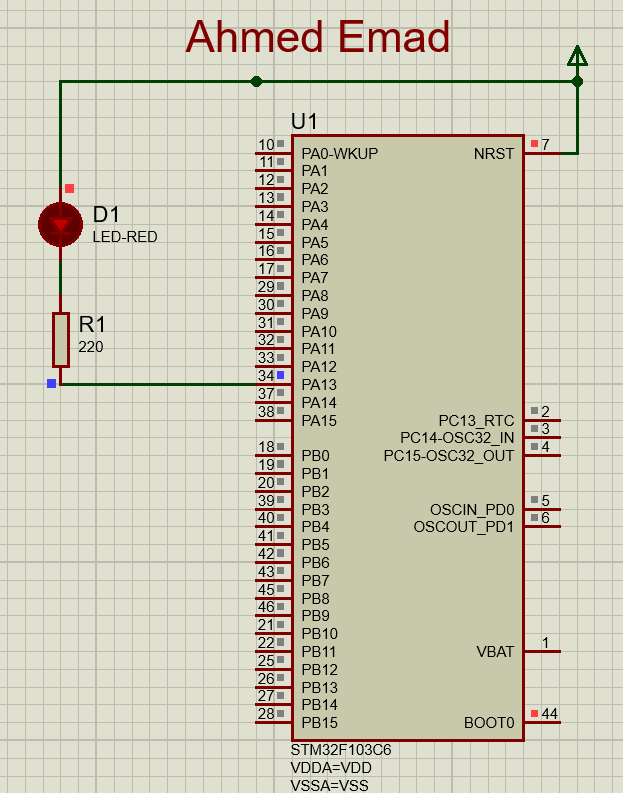 Ahmed Emad
U1
10 PA0-WKUP NRST 7
11 PA1
12 PA2
13 PA3
14 PA4
15 PA5
16 PA6
17 PA7
29 PA8
30 PA9
31 PA10
32 PA11
33 PA12
34 PA13
37 PA14
38 PA15
D1
LED-RED
R1
220
PC13_RTC 2
PC14-OSC32_IN 3
PC15-OSC32_OUT 4
18 PB0
19 PB1
20 PB2
39 PB3
40 PB4
41 PB5
42 PB6
43 PB7
45 PB8
46 PB9
21 PB10
22 PB11
25 PB12
26 PB13
27 PB14
28 PB15
OSCIN_PD0 5
OSCOUT_PD1 6
VBAT 1
BOOT0 44
STM32F103C6
VDDA=VDD
VSSA=VSS